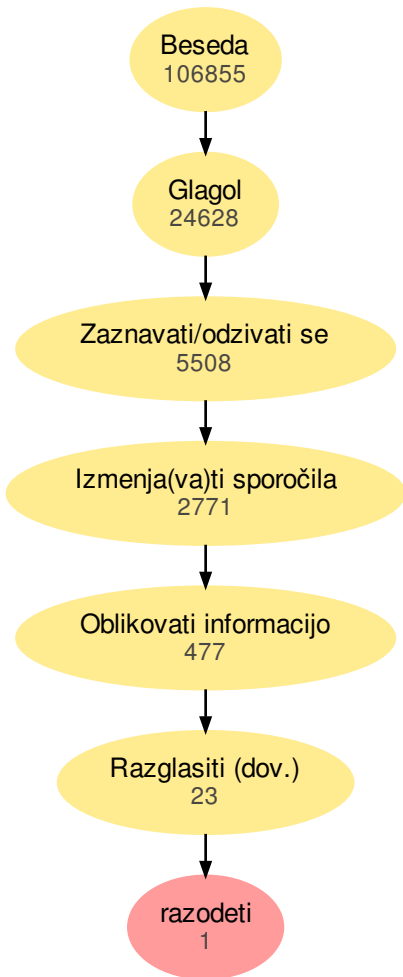 Beseda
106855
Glagol
24628
Zaznavati/odzivati se
5508
Izmenja(va)ti sporočila
2771
Oblikovati informacijo
477
Razglasiti (dov.)
23
razodeti
1